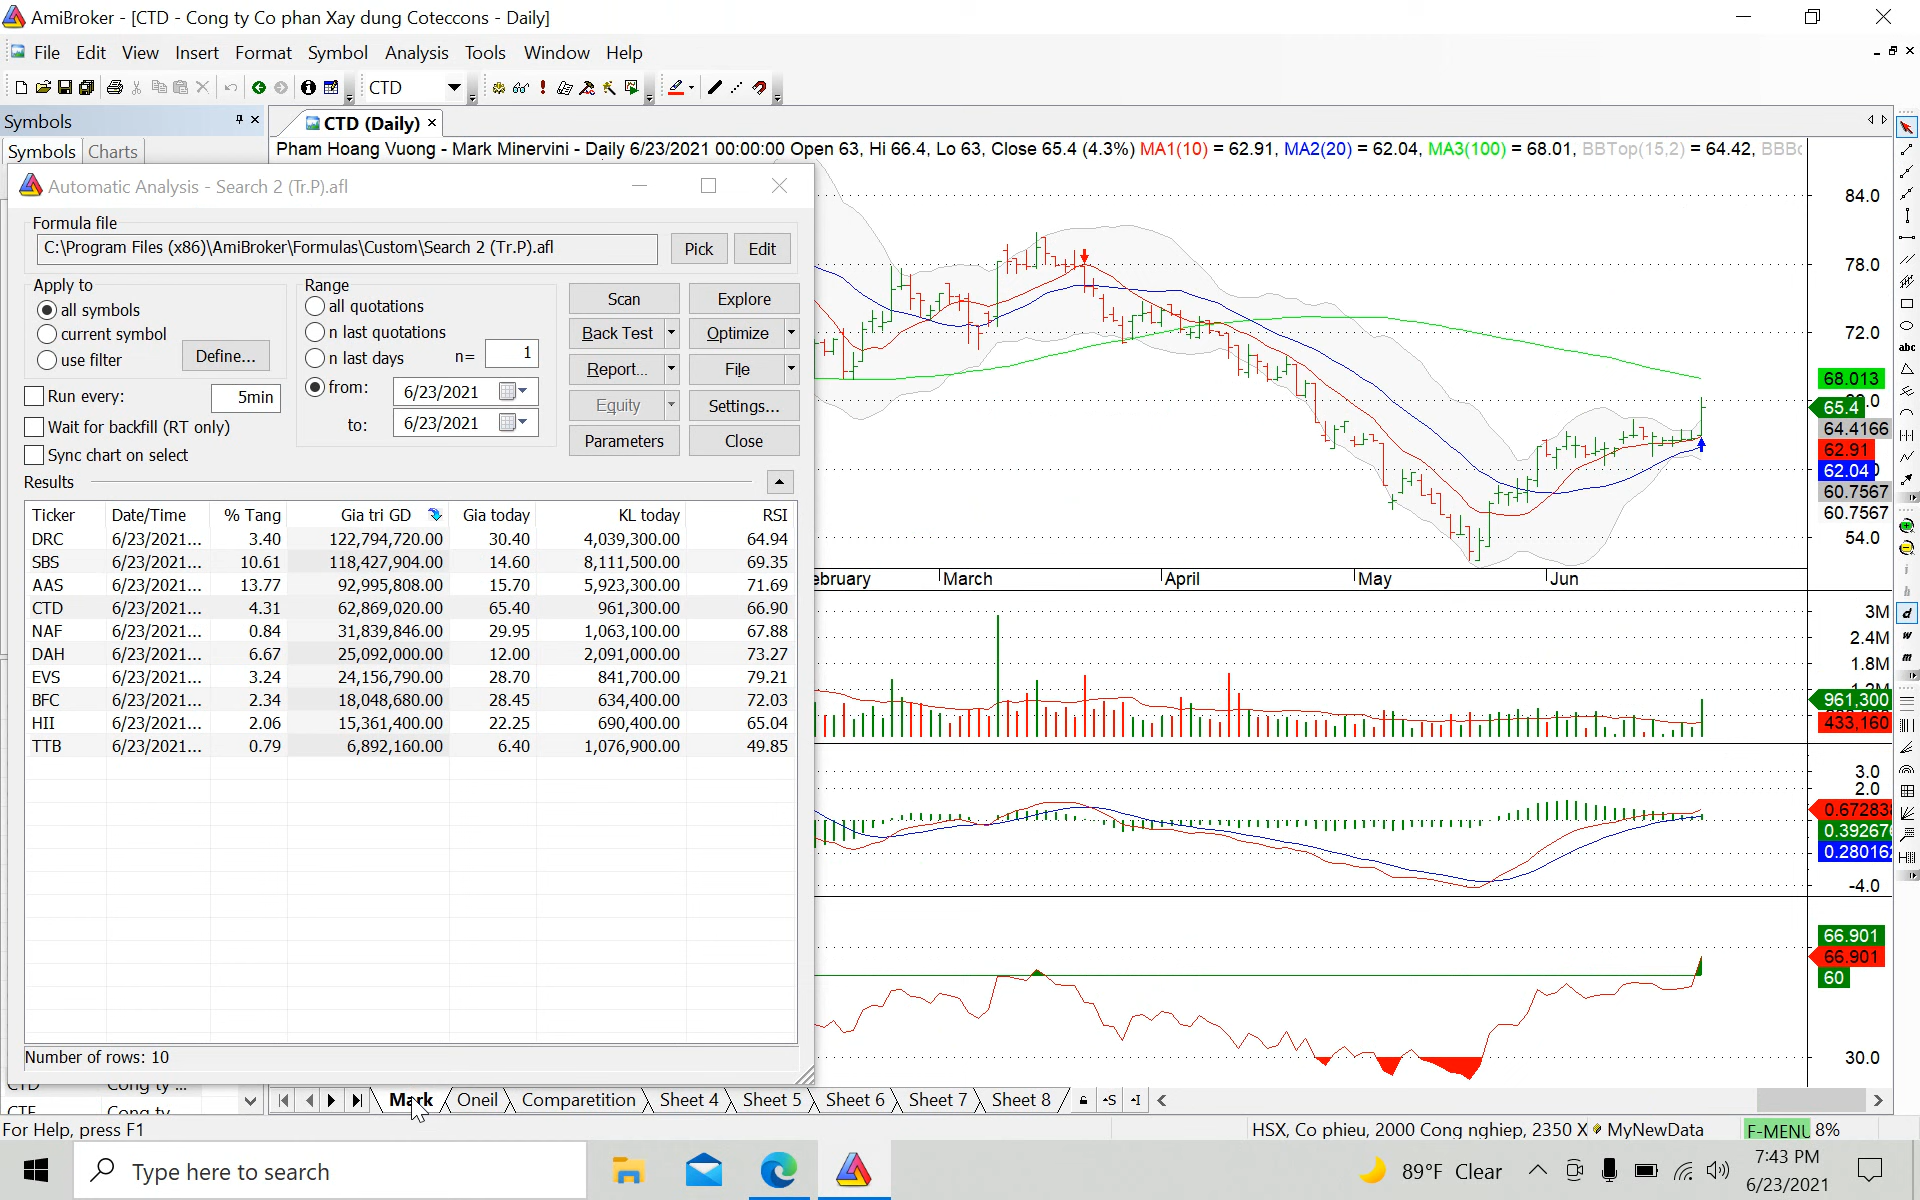 AmiBroker - [CTD - Cong ty Co phan Xay dung Coteccons - Daily]
File Edit View Insert Format Symbol Analysis Tools Window Help
CTD
Symbols
CTD (Daily)
Symbols Charts
Pham Hoang Vuong - Mark Minervini - Daily 6/23/2021 00:00:00 Open 63, Hi 66.4, Lo 63, Close 65.4 (4.3%) MA1(10) = 62.91, MA2(20) = 62.04, MA3(100) = 68.01, BBTop(15,2) = 64.42,
Automatic Analysis - Search 2 (Tr.P).afl
Formula file
C:\Program Files (x86)\AmiBroker\Formulas\Custom\Search 2 (Tr.P).afl
Pick Edit
Apply to
all symbols
current symbol
use filter
Define...
Range
all quotations
n last quotations
n last days n= 1
from: 6/23/2021
to: 6/23/2021
Scan Explore
Back Test Optimize
Report... File
Equity Settings...
Parameters Close
Run every: 5min
Wait for backfill (RT only)
Sync chart on select
Results
Ticker Date/Time % Tang Gia tri GD Gia today KL today RSI
DRC 6/23/2021... 3.40 122,794,720.00 30.40 4,039,300.00 64.94
SBS 6/23/2021... 10.61 118,427,904.00 14.60 8,111,500.00 69.35
AAS 6/23/2021... 13.77 92,995,808.00 15.70 5,923,300.00 71.69
CTD 6/23/2021... 4.31 62,869,020.00 65.40 961,300.00 66.90
NAF 6/23/2021... 0.84 31,839,846.00 29.95 1,063,100.00 67.88
DAH 6/23/2021... 6.67 25,092,000.00 12.00 2,091,000.00 73.27
EVS 6/23/2021... 3.24 24,156,790.00 28.70 841,700.00 79.21
BFC 6/23/2021... 2.34 18,048,680.00 28.45 634,400.00 72.03
HII 6/23/2021... 2.06 15,361,400.00 22.25 690,400.00 65.04
TTB 6/23/2021... 0.79 6,892,160.00 6.40 1,076,900.00 49.85
Number of rows: 10
84.0
78.0
72.0
68.013
65.4
64.4166
62.91
62.04
60.7567
60.7567
54.0
March April May Jun
3M
2.4M
1.8M
961,300
433,160
3.0
2.0
0.67283
0.392676
0.28016
-4.0
66.901
66.901
60
30.0
abc
d
w
m
Mark Oneil Comparetition Sheet 4 Sheet 5 Sheet 6 Sheet 7 Sheet 8
For Help, press F1
HSX, Co phieu, 2000 Cong nghiep, 2350 X MyNewData F-MENU 8%
Type here to search
89°F Clear
7:43 PM
6/23/2021